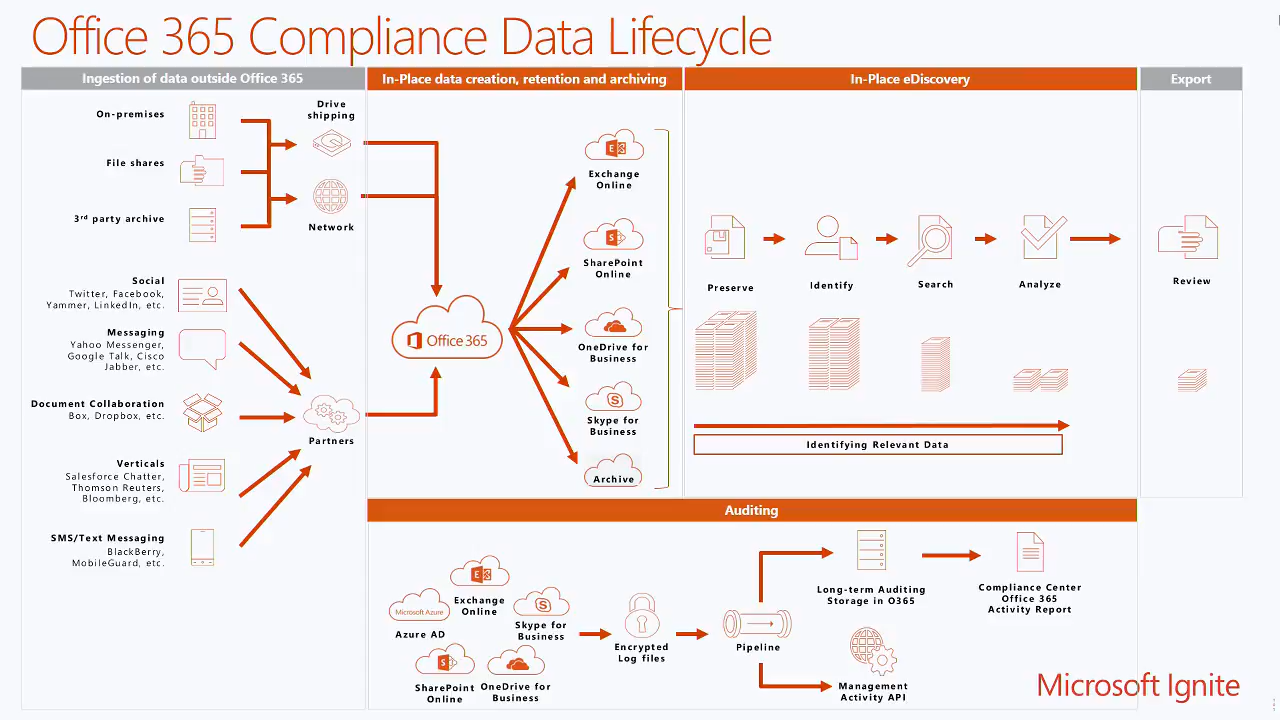 Office 365 Compliance Data Lifecycle
Ingestion of data outside Office 365
In-Place data creation, retention and archiving
In-Place eDiscovery
Export
On-premises
File shares
3rd party archive
Drive
shipping
Network
Social
Twitter, Facebook,
Yammer, LinkedIn, etc.
Messaging
Yahoo Messenger,
Google Talk, Cisco
Jabber, etc.
Document Collaboration
Box, Dropbox, etc.
Verticals
Salesforce Chatter,
Thomson Reuters,
Bloomberg, etc.
SMS/Text Messaging
BlackBerry,
MobileGuard, etc.
Partners
Office 365
E
Exchange
Online
S
SharePoint
Online
OneDrive for
Business
S
Skype for
Business
Archive
Preserve
Identify
Search
Analyze
Review
Identifying Relevant Data
Auditing
Microsoft Azure
Azure AD
E
Exchange
Online
S
Skype for
Business
S
SharePoint
Online
OneDrive for
Business
Encrypted
Log files
Pipeline
Long-term Auditing
Storage in O365
Compliance Center
Office 365
Activity Report
Management
Activity API
Microsoft Ignite